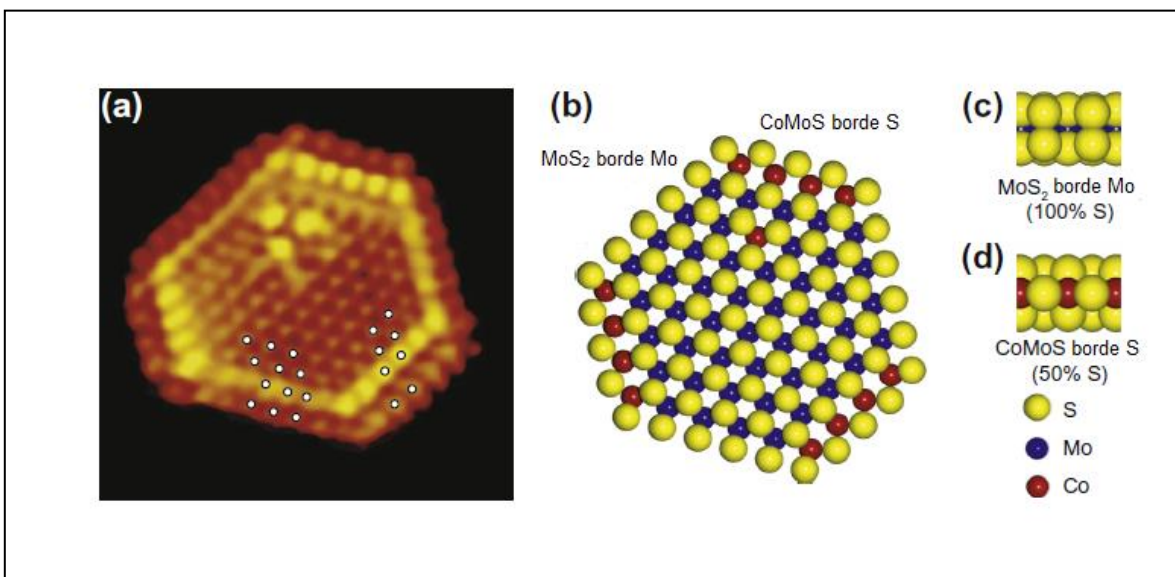 (a)
(b)
CoMoS borde S
MoS₂ borde Mo
(c)
MoS₂ borde Mo
(100% S)
(d)
CoMoS borde S
(50% S)
S
Mo
Co